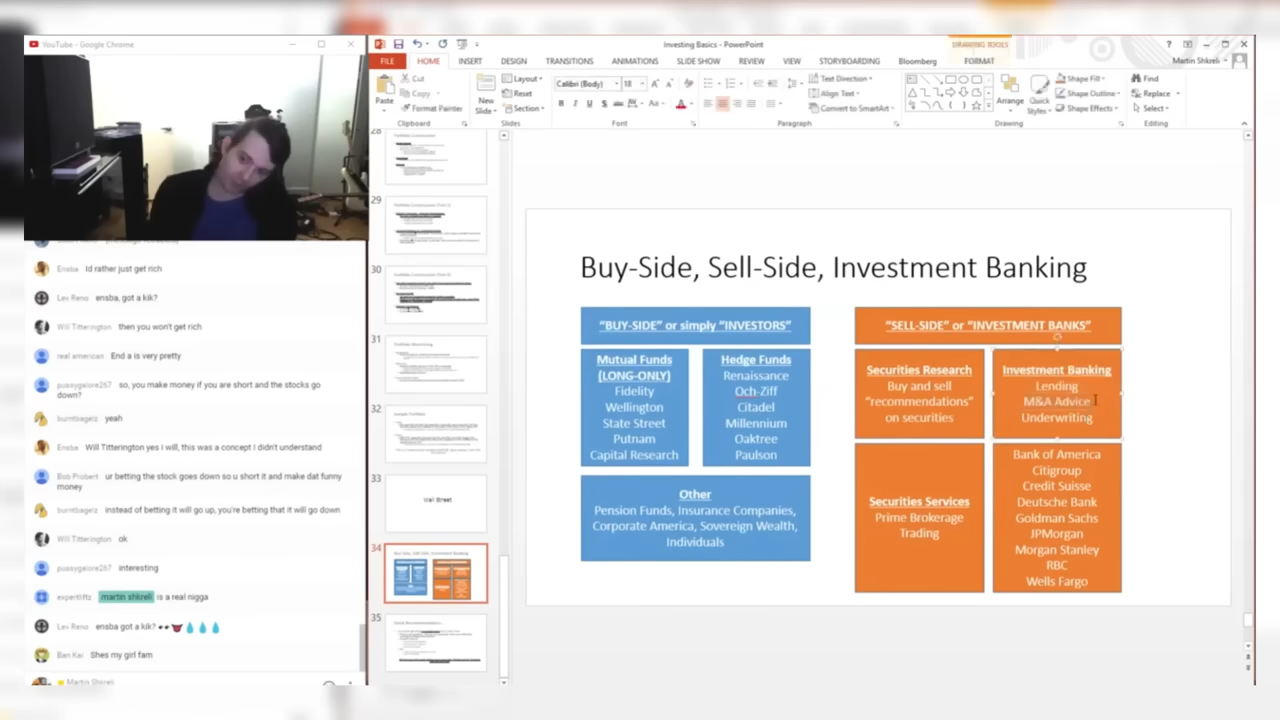 YouTube - Google Chrome
Ensba Id rather just get rich
Lev Reno ensba, got a kik?
Will Titterington then you won't get rich
real american End a is very pretty
pussygalore267 so, you make money if you are short and the stocks go
down?
burntbagelz yeah
Ensba Will Titterington yes i will, this was a concept I didn't understand
Bob Probert ur betting the stock goes down so u short it and make dat funny
money
burntbagelz instead of betting it will go up, you're betting that it will go down
Will Titterington ok
pussygalore267 interesting
expertliftz martin shkreli is a real nigga
Lev Reno ensba got a kik?
Ban Kai Shes my girl fam
Martin Shkreli
Investing Basics - PowerPoint
DRAWING TOOLS
FILE HOME INSERT DESIGN TRANSITIONS ANIMATIONS SLIDE SHOW REVIEW VIEW STORYBOARDING Bloomberg FORMAT
Martin Shkreli
Paste
Cut
Copy
Format Painter
Clipboard
New
Slide
Layout
Reset
Section
Slides
Calibri (Body) 18
Font
Text Direction
Align Text
Convert to SmartArt
Paragraph
Arrange
Quick
Styles
Shape Fill
Shape Outline
Shape Effects
Drawing
Find
Replace
Select
Editing
28
29
30
31
32
33
Wall Street
34
Buy-Side, Sell-Side, Investment Banking
35
Buy-Side, Sell-Side, Investment Banking
"BUY-SIDE" or simply "INVESTORS"
Mutual Funds
(LONG-ONLY)
Fidelity
Wellington
State Street
Putnam
Capital Research
Hedge Funds
Renaissance
Och-Ziff
Citadel
Millennium
Oaktree
Paulson
Other
Pension Funds, Insurance Companies,
Corporate America, Sovereign Wealth,
Individuals
"SELL-SIDE" or "INVESTMENT BANKS"
Securities Research
Buy and sell
"recommendations"
on securities
Investment Banking
Lending
M&A Advice
Underwriting
Securities Services
Prime Brokerage
Trading
Bank of America
Citigroup
Credit Suisse
Deutsche Bank
Goldman Sachs
JPMorgan
Morgan Stanley
RBC
Wells Fargo